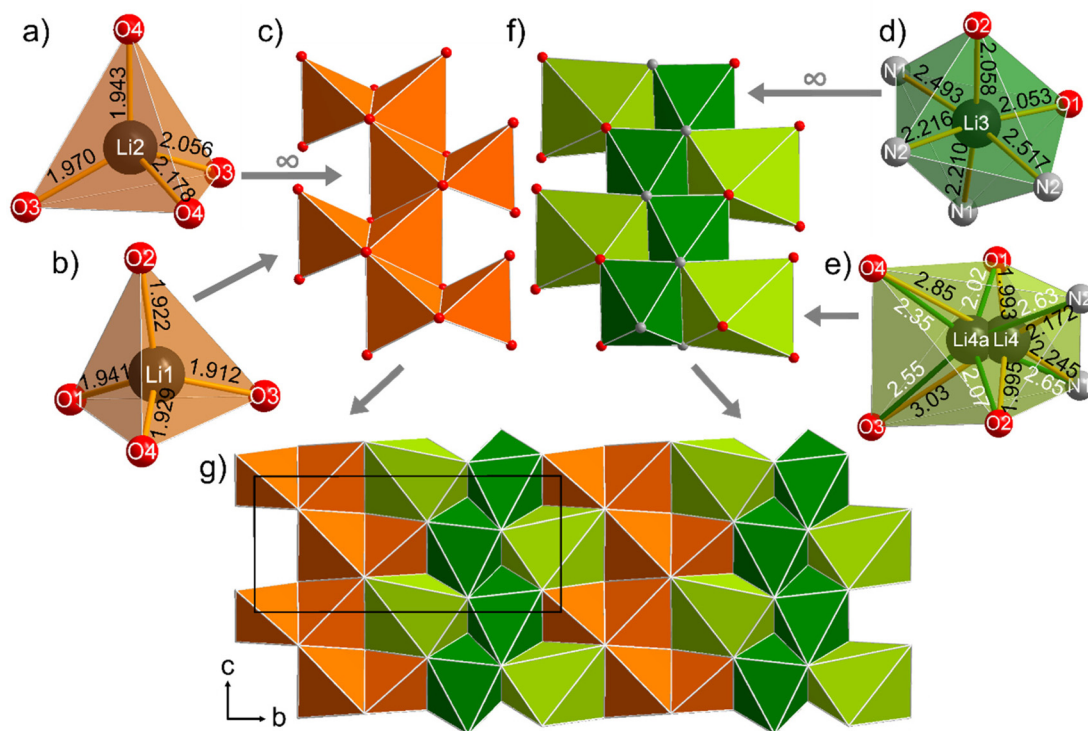 a)
O4
1.943
Li2
1.970
2.056
2.178
O3
O3
O4
∞
b)
O2
1.922
Li1
1.941
1.912
1.929
O1
O3
O4
c)
f)
∞
d)
O2
N1
2.058
2.493
O1
2.053
Li3
2.216
2.517
N2
2.210
N2
N1
e)
O4
O1
2.85
2.02
1.993
2.63
N2
2.35
2.172
Li4a
Li4
2.245
2.55
2.07
1.995
2.65
N1
3.03
O3
O2
g)
c
b